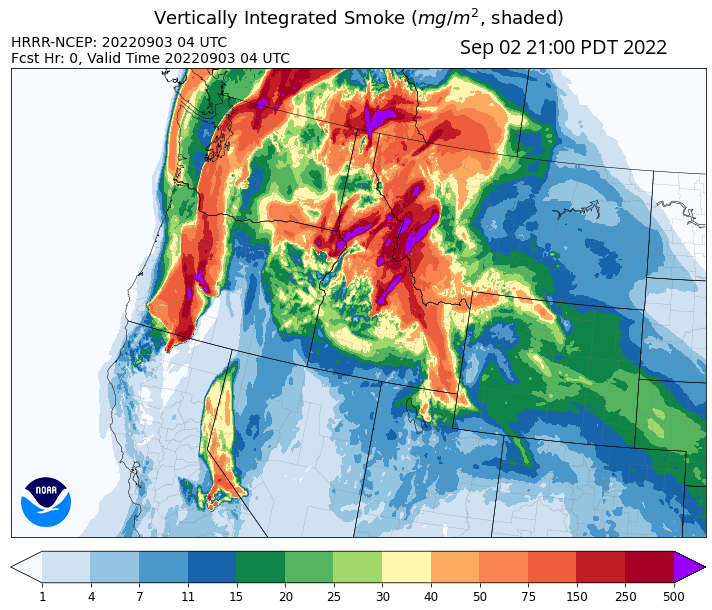 Vertically Integrated Smoke (mg/m², shaded)
HRRR-NCEP: 20220903 04 UTC
Sep 02 21:00 PDT 2022
Fcst Hr: 0, Valid Time 20220903 04 UTC
NOAA
1 4 7 11 15 20 25 30 40 50 75 150 250 500